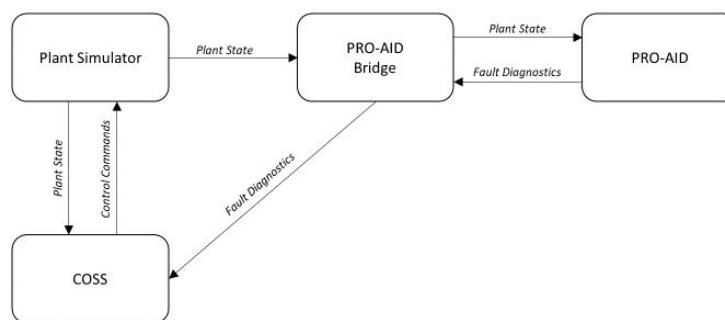 Plant Simulator
Plant State
PRO-AID
Bridge
Plant State
Fault Diagnostics
PRO-AID
Plant State
Control Commands
Fault Diagnostics
COSS